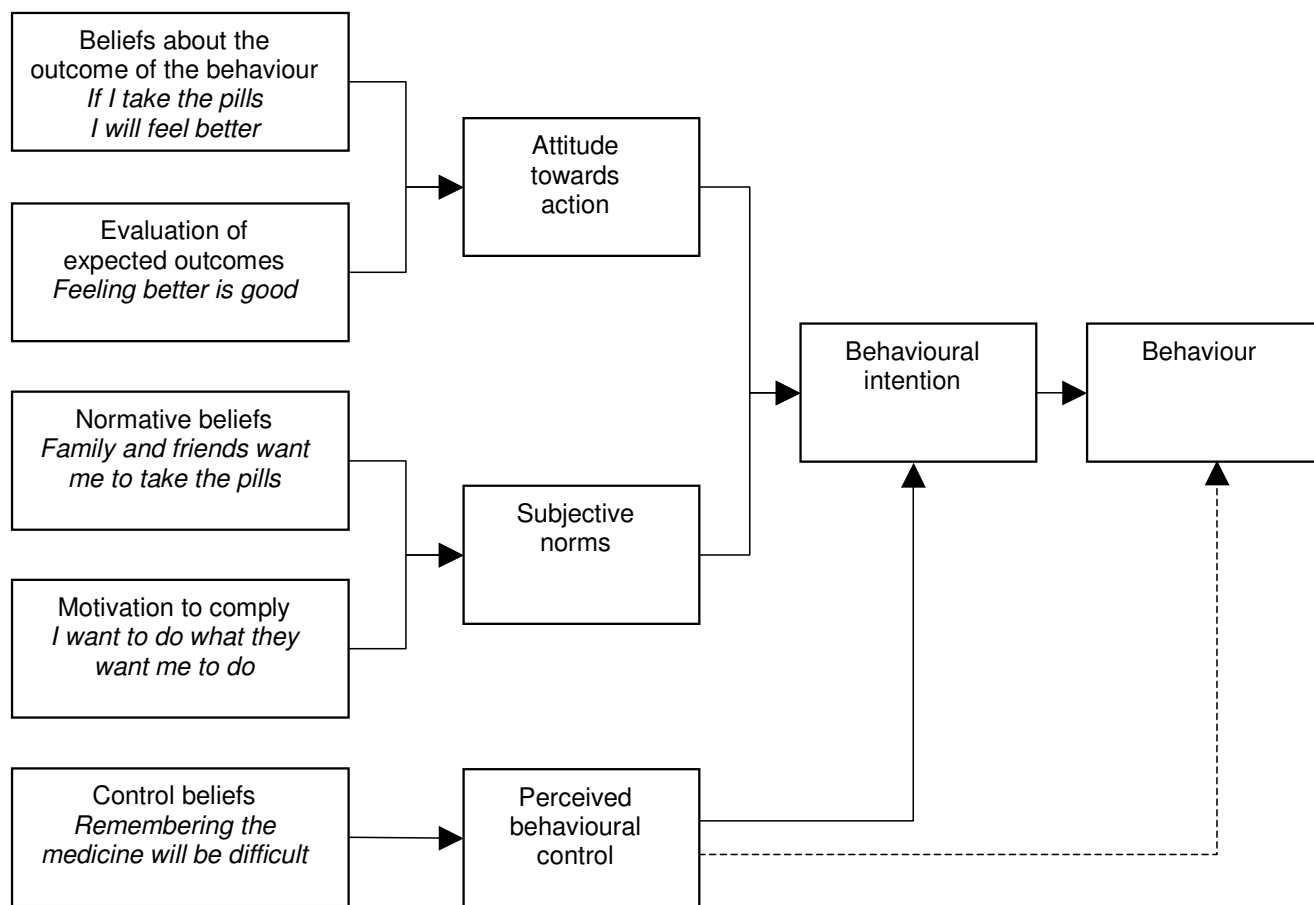 Beliefs about the
outcome of the behaviour
If I take the pills
I will feel better
Attitude
towards
action
Evaluation of
expected outcomes
Feeling better is good
Behavioural
intention
Behaviour
Normative beliefs
Family and friends want
me to take the pills
Subjective
norms
Motivation to comply
I want to do what they
want me to do
Control beliefs
Remembering the
medicine will be difficult
Perceived
behavioural
control